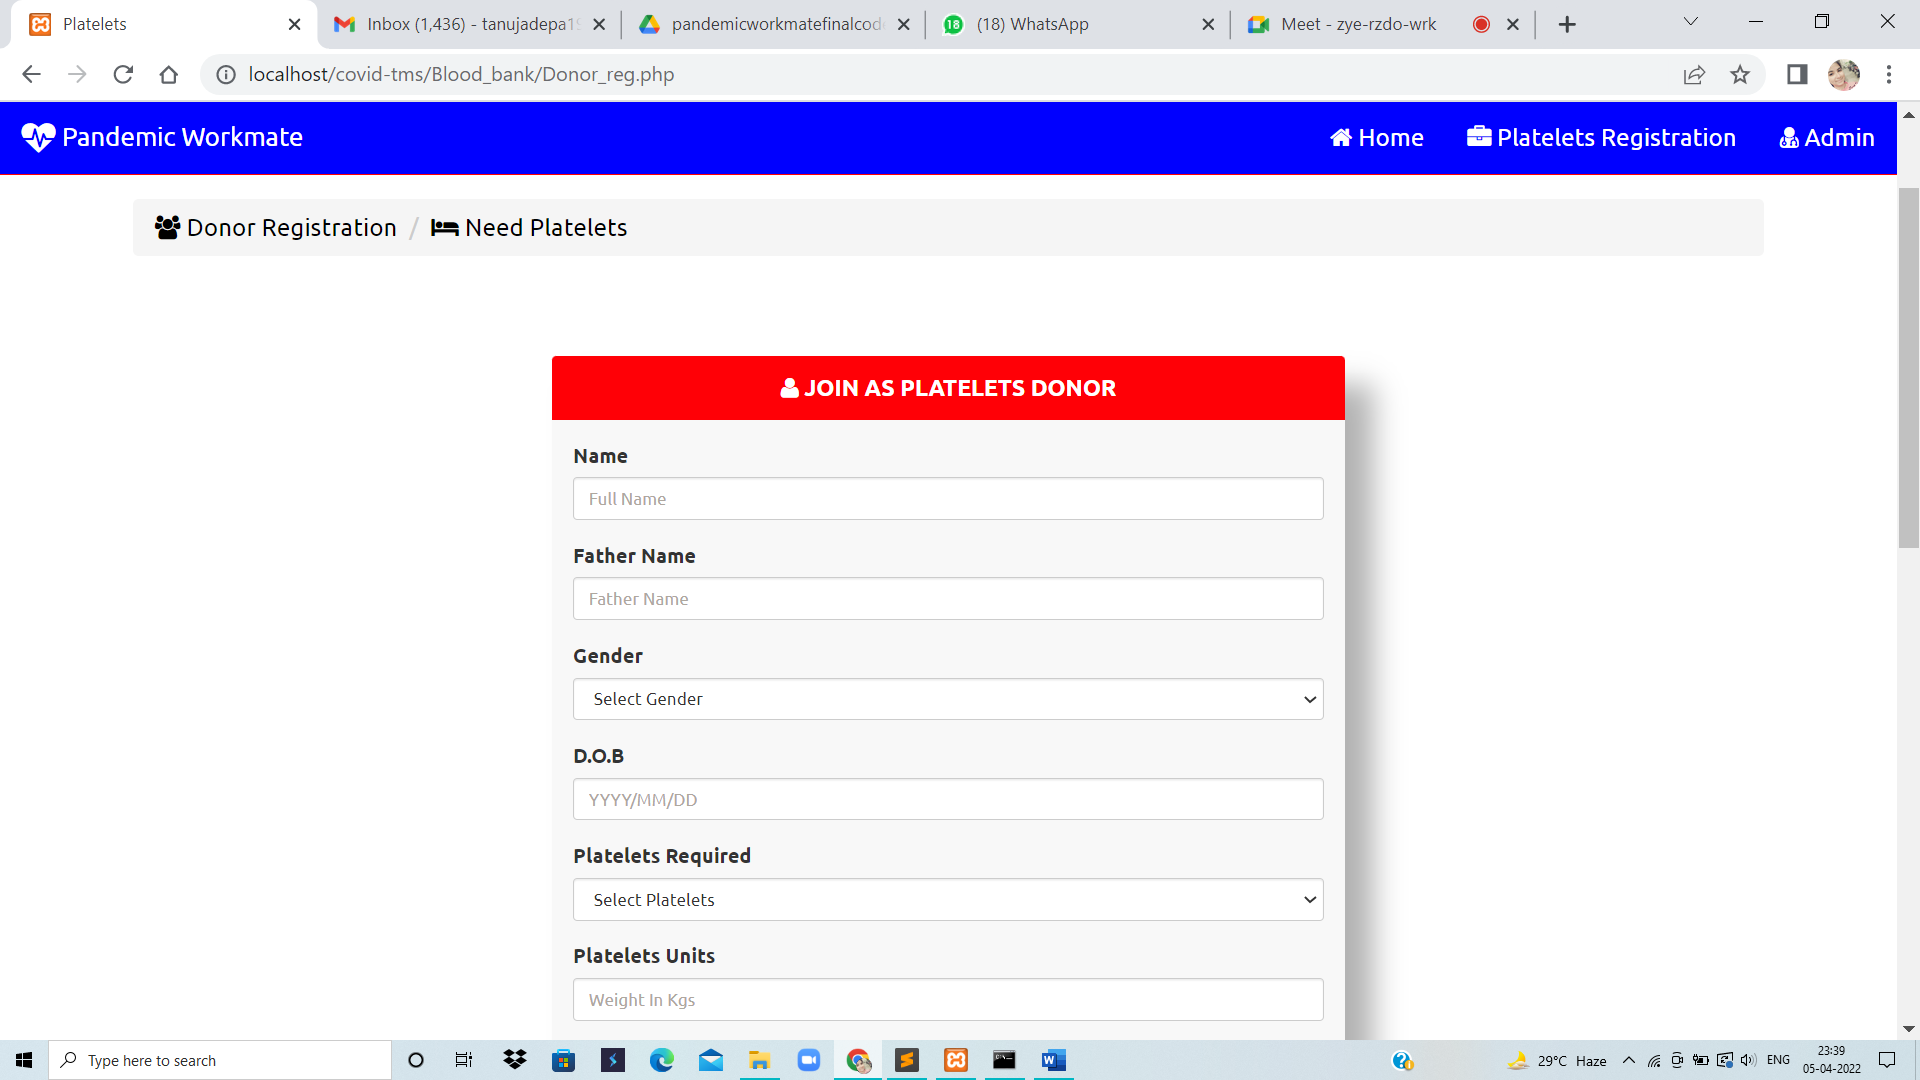 Platelets
Inbox (1,436) - tanujadepa19
pandemicworkmatefinalcode
18
(18) WhatsApp
Meet - zye-rzdo-wrk
localhost/covid-tms/Blood_bank/Donor_reg.php
Pandemic Workmate
Home
Platelets Registration
Admin
Donor Registration / Need Platelets
JOIN AS PLATELETS DONOR
Name
Full Name
Father Name
Father Name
Gender
Select Gender
D.O.B
YYYY/MM/DD
Platelets Required
Select Platelets
Platelets Units
Weight In Kgs
Type here to search
29°C Haze
ENG
23:39
05-04-2022